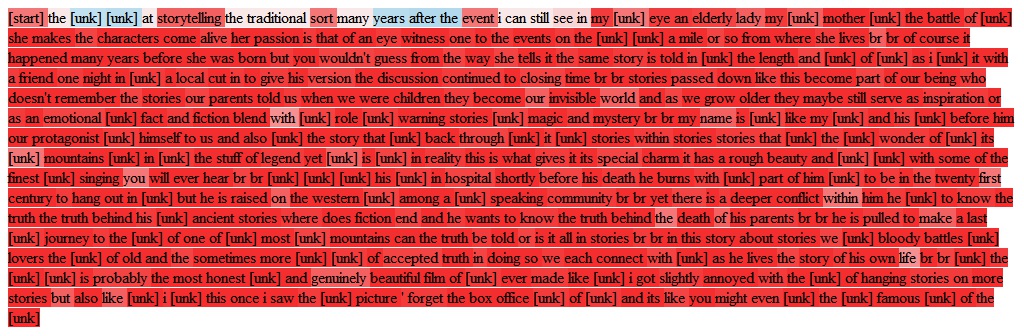 [start] the [unk] [unk] at storytelling the traditional sort many years after the event i can still see in my [unk] eye an elderly lady my [unk] mother [unk] the battle of [unk]
she makes the characters come alive her passion is that of an eye witness one to the events on the [unk] [unk] a mile or so from where she lives br br of course it
happened many years before she was born but you wouldn't guess from the way she tells it the same story is told in [unk] the length and [unk] of [unk] as i [unk] it with
a friend one night in [unk] a local cut in to give his version the discussion continued to closing time br br stories passed down like this become part of our being who
doesn't remember the stories our parents told us when we were children they become our invisible world and as we grow older they maybe still serve as inspiration or
as an emotional [unk] fact and fiction blend with [unk] role [unk] warning stories [unk] magic and mystery br br my name is [unk] like my [unk] and his [unk] before him
our protagonist [unk] himself to us and also [unk] the story that [unk] back through [unk] it [unk] stories within stories stories that [unk] the [unk] wonder of [unk] its
[unk] mountains [unk] in [unk] the stuff of legend yet [unk] is [unk] in reality this is what gives it its special charm it has a rough beauty and [unk] [unk] with some of the
finest [unk] singing you will ever hear br br [unk] [unk] [unk] his [unk] in hospital shortly before his death he burns with [unk] part of him [unk] to be in the twenty first
century to hang out in [unk] but he is raised on the western [unk] among a [unk] speaking community br br yet there is a deeper conflict within him he [unk] to know the
truth the truth behind his [unk] ancient stories where does fiction end and he wants to know the truth behind the death of his parents br br he is pulled to make a last
[unk] journey to the [unk] of one of [unk] most [unk] mountains can the truth be told or is it all in stories br br in this story about stories we [unk] bloody battles [unk]
lovers the [unk] of old and the sometimes more [unk] [unk] of accepted truth in doing so we each connect with [unk] as he lives the story of his own life br br [unk] the
[unk] [unk] is probably the most honest [unk] and genuinely beautiful film of [unk] ever made like [unk] i got slightly annoyed with the [unk] of hanging stories on more
stories but also like [unk] i [unk] this once i saw the [unk] picture ' forget the box office [unk] of [unk] and its like you might even [unk] the [unk] famous [unk] of the
[unk]